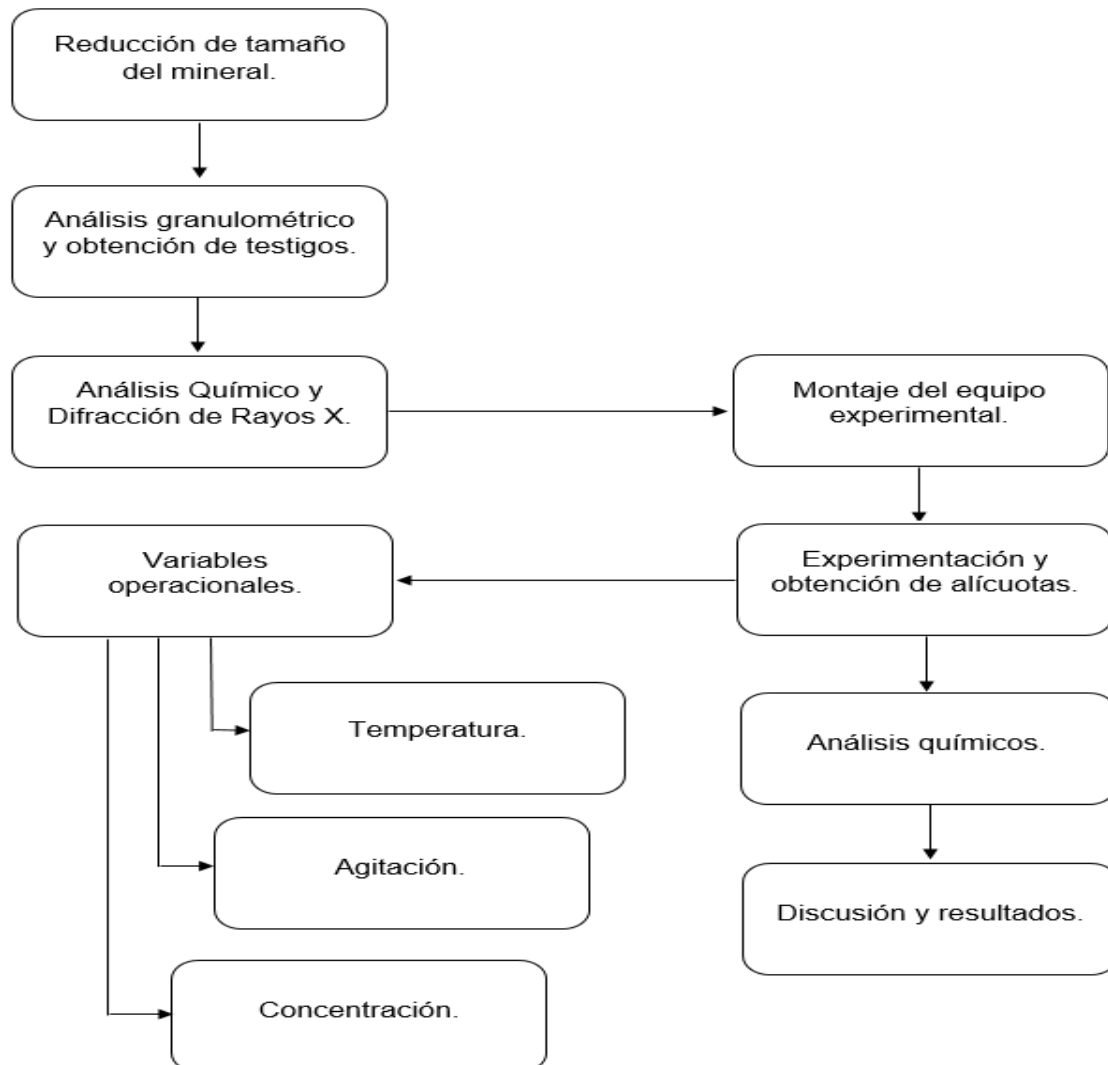 Reducción de tamaño
del mineral.
Análisis granulométrico
y obtención de testigos.
Análisis Químico y
Difracción de Rayos X.
Montaje del equipo
experimental.
Experimentación y
obtención de alícuotas.
Variables
operacionales.
Temperatura.
Agitación.
Concentración.
Análisis químicos.
Discusión y resultados.